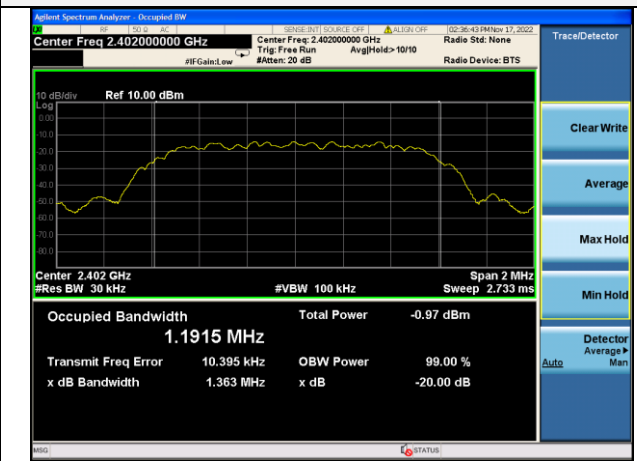 Agilent Spectrum Analyzer - Occupied BW
RF 50 Ω AC SENSE:INT SOURCE OFF ALIGN OFF 02:36:43 PM Nov 17, 2022
Center Freq 2.402000000 GHz Center Freq: 2.402000000 GHz Radio Std: None Trace/Detector
Trig: Free Run Avg|Hold:> 10/10
#IFGain:Low #Atten: 20 dB Radio Device: BTS
10 dB/div Ref 10.00 dBm
Log
0.00
-10.0
-20.0
-30.0
-40.0
-50.0
-60.0
-70.0
-80.0
Clear Write
Average
Max Hold
Min Hold
Detector
Average▶
Auto Man
Center 2.402 GHz Span 2 MHz
#Res BW 30 kHz #VBW 100 kHz Sweep 2.733 ms
Occupied Bandwidth Total Power -0.97 dBm
1.1915 MHz
Transmit Freq Error 10.395 kHz OBW Power 99.00 %
x dB Bandwidth 1.363 MHz x dB -20.00 dB
MSG STATUS